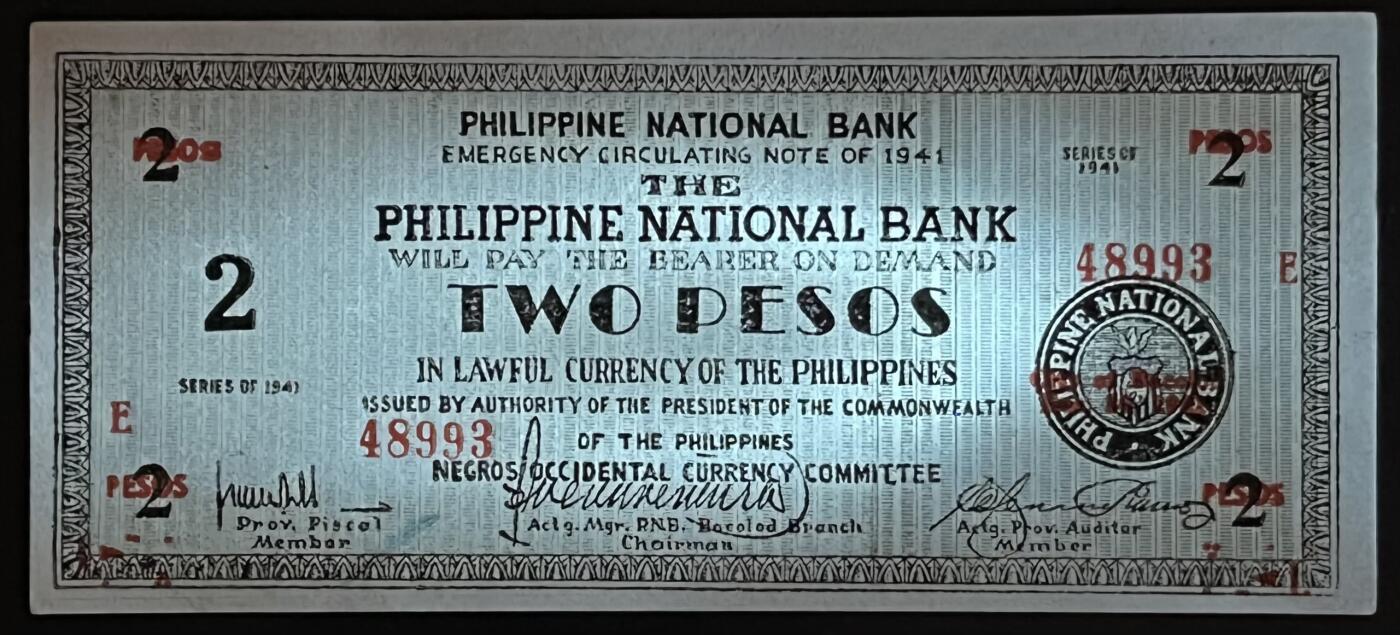 PHILIPPINE NATIONAL BANK
EMERGENCY CIRCULATING NOTE OF 1941
THE
PHILIPPINE NATIONAL BANK
WILL PAY THE BEARER ON DEMAND
TWO PESOS
IN LAWFUL CURRENCY OF THE PHILIPPINES
ISSUED BY AUTHORITY OF THE PRESIDENT OF THE COMMONWEALTH
OF THE PHILIPPINES
NEGROS OCCIDENTAL CURRENCY COMMITTEE
2 PESOS
2
SERIES OF 1941
E
48993
2 PESOS
Prov. Fiscal
Member
Actg. Mgr. PNB. Bacolod Branch
Chairman
Actg. Prov. Auditor
Member
SERIES OF
1941
2 PESOS
48993 E
PHILIPPINE NATIONAL BANK
2 PESOS